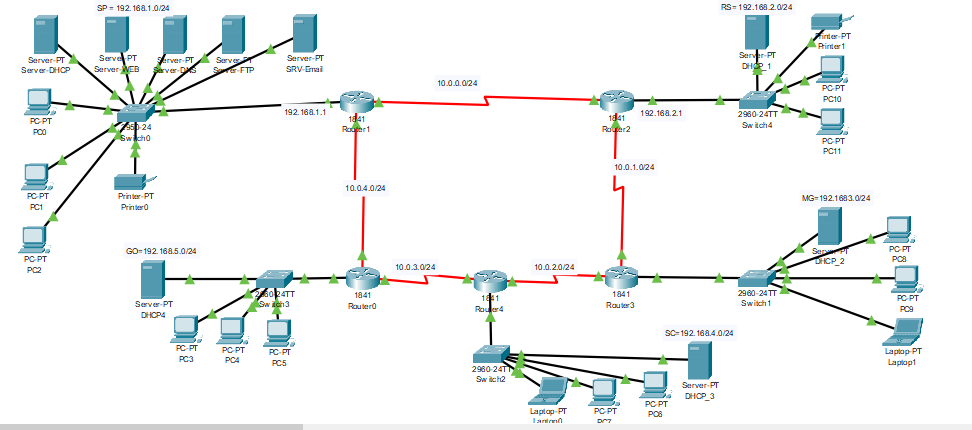 SP = 192.168.1.0/24
Server-PT
Server-DHCP
Server-PT
Server-WEB
Server-PT
Server-DNS
Server-PT
Server-FTP
Server-PT
SRV-Email
PC-PT
PC0
2950-24
Switch0
PC-PT
PC1
Printer-PT
Printer0
PC-PT
PC2
192.168.1.1
1841
Router1
10.0.0.0/24
1841
Router2
192.168.2.1
RS= 192.168.2.0/24
Server-PT
DHCP_1
Printer-PT
Printer1
2960-24TT
Switch4
PC-PT
PC10
PC-PT
PC11
10.0.4.0/24
10.0.1.0/24
GO=192.168.5.0/24
Server-PT
DHCP4
2960-24TT
Switch3
PC-PT
PC3
PC-PT
PC4
PC-PT
PC5
1841
Router0
10.0.3.0/24
1841
Router4
10.0.2.0/24
1841
Router3
MG=192.1683.0/24
Server-PT
DHCP_2
PC-PT
PC8
2960-24TT
Switch1
PC-PT
PC9
Laptop-PT
Laptop1
SC=192.168.4.0/24
2960-24TT
Switch2
Server-PT
DHCP_3
Laptop-PT
Laptop0
PC-PT
PC7
PC-PT
PC6